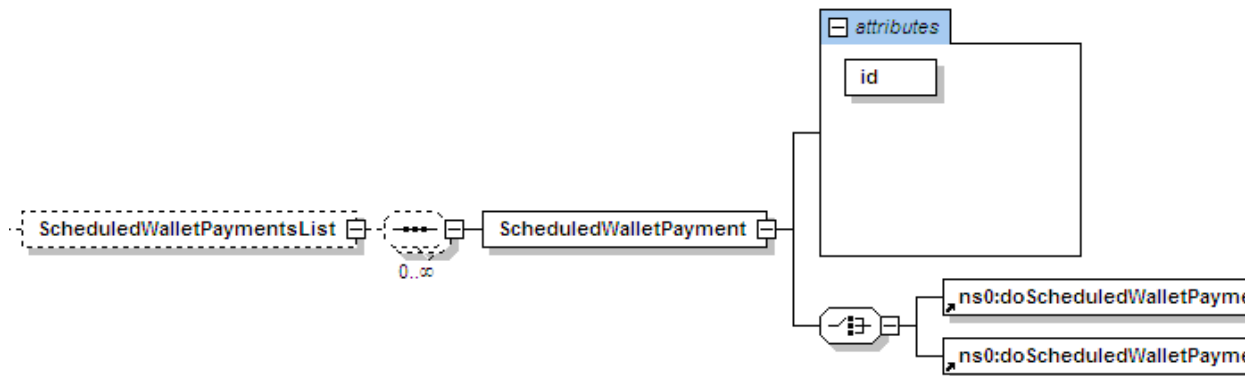 attributes
id
ScheduledWalletPaymentsList
0..∞
ScheduledWalletPayment
ns0:doScheduledWalletPayme
ns0:doScheduledWalletPayme